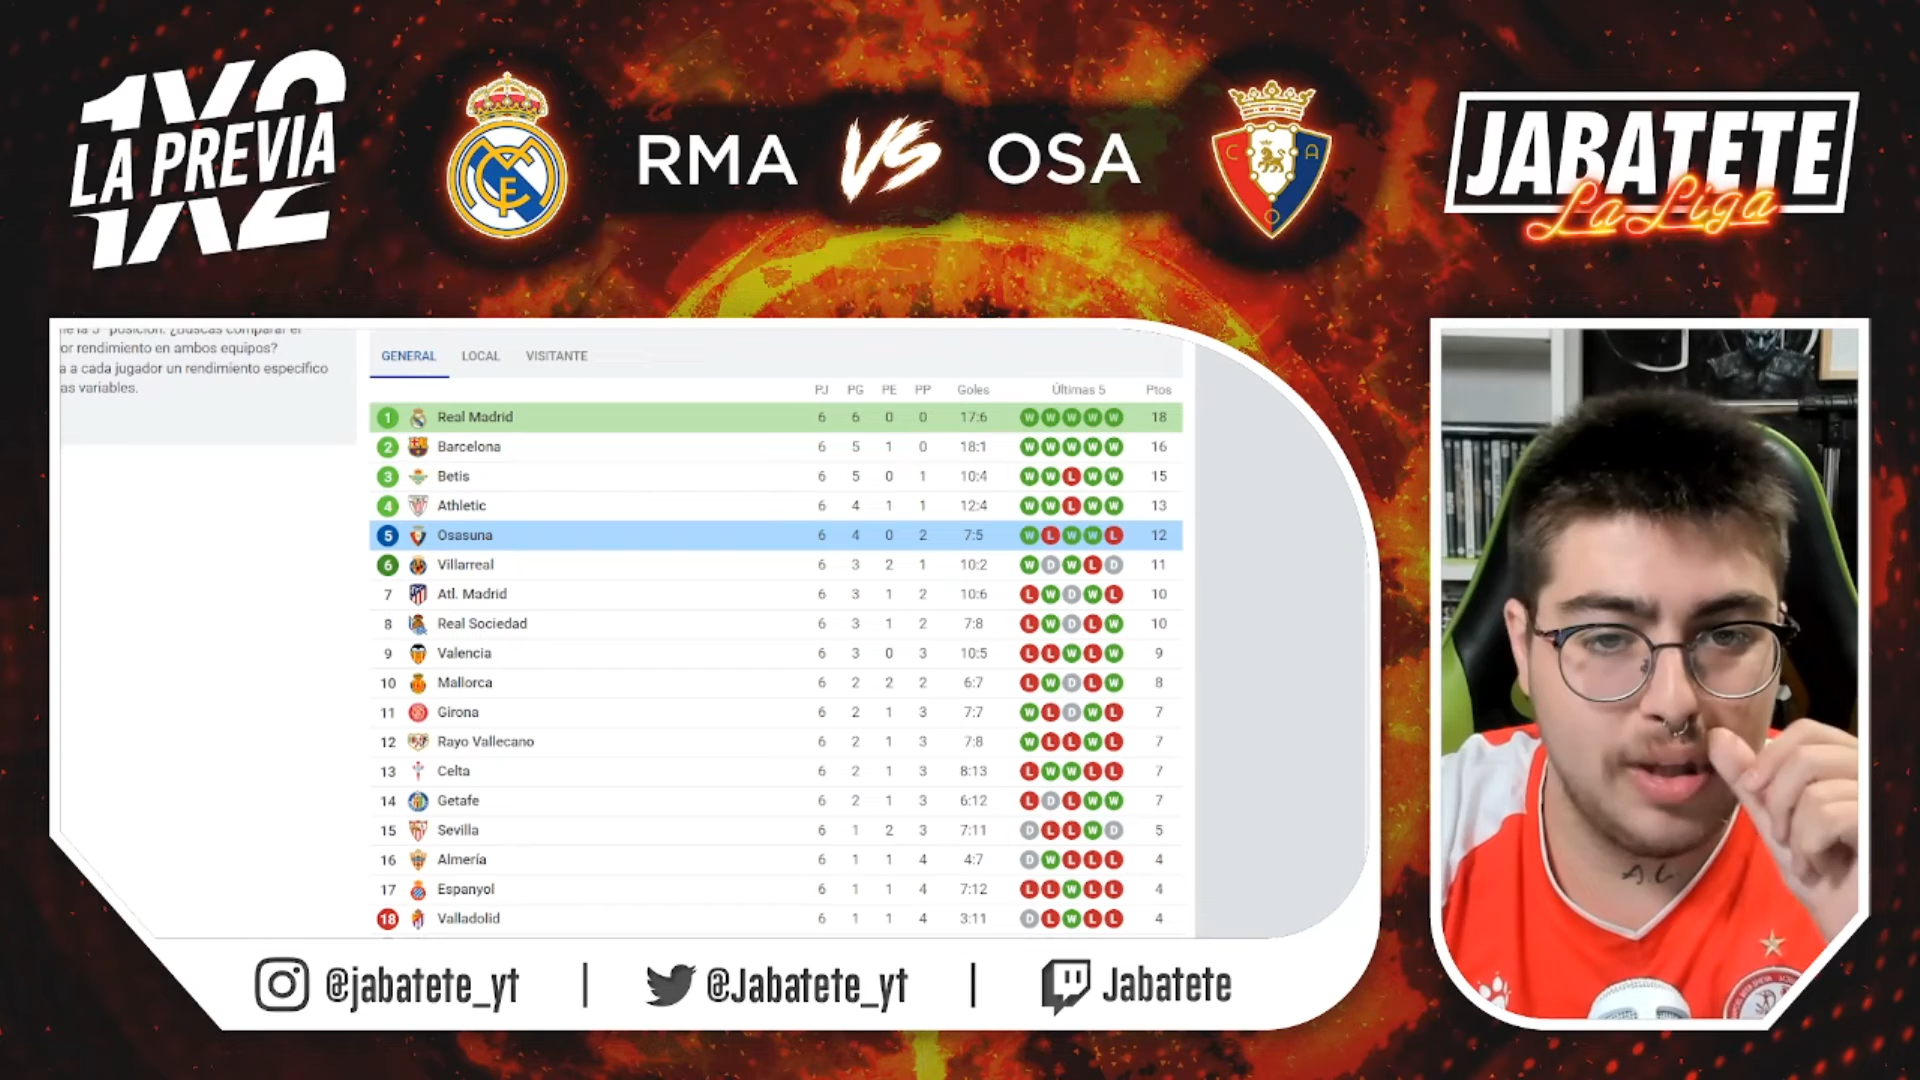 1X2
LA PREVIA
RMA VS OSA
JABATETE
La Liga
posición. ¿Buscas comparar el
or rendimiento en ambos equipos?
a a cada jugador un rendimiento específico
as variables.
GENERAL LOCAL VISITANTE
PJ PG PE PP Goles Últimas 5 Ptos
1 Real Madrid 6 6 0 0 17:6 W W W W W 18
2 Barcelona 6 5 1 0 18:1 W W W W W 16
3 Betis 6 5 0 1 10:4 W W L W W 15
4 Athletic 6 4 1 1 12:4 W W L W W 13
5 Osasuna 6 4 0 2 7:5 W L W W L 12
6 Villarreal 6 3 2 1 10:2 W D W L D 11
7 Atl. Madrid 6 3 1 2 10:6 L W D W L 10
8 Real Sociedad 6 3 1 2 7:8 L W D L W 10
9 Valencia 6 3 0 3 10:5 L L W L W 9
10 Mallorca 6 2 2 2 6:7 L W D L W 8
11 Girona 6 2 1 3 7:7 W L D W L 7
12 Rayo Vallecano 6 2 1 3 7:8 W L L W L 7
13 Celta 6 2 1 3 8:13 L W W L L 7
14 Getafe 6 2 1 3 6:12 L D L W W 7
15 Sevilla 6 1 2 3 7:11 D L L W D 5
16 Almería 6 1 1 4 4:7 D W L L L 4
17 Espanyol 6 1 1 4 7:12 L L W L L 4
18 Valladolid 6 1 1 4 3:11 D L W L L 4
@jabatete_yt | @Jabatete_yt | Jabatete